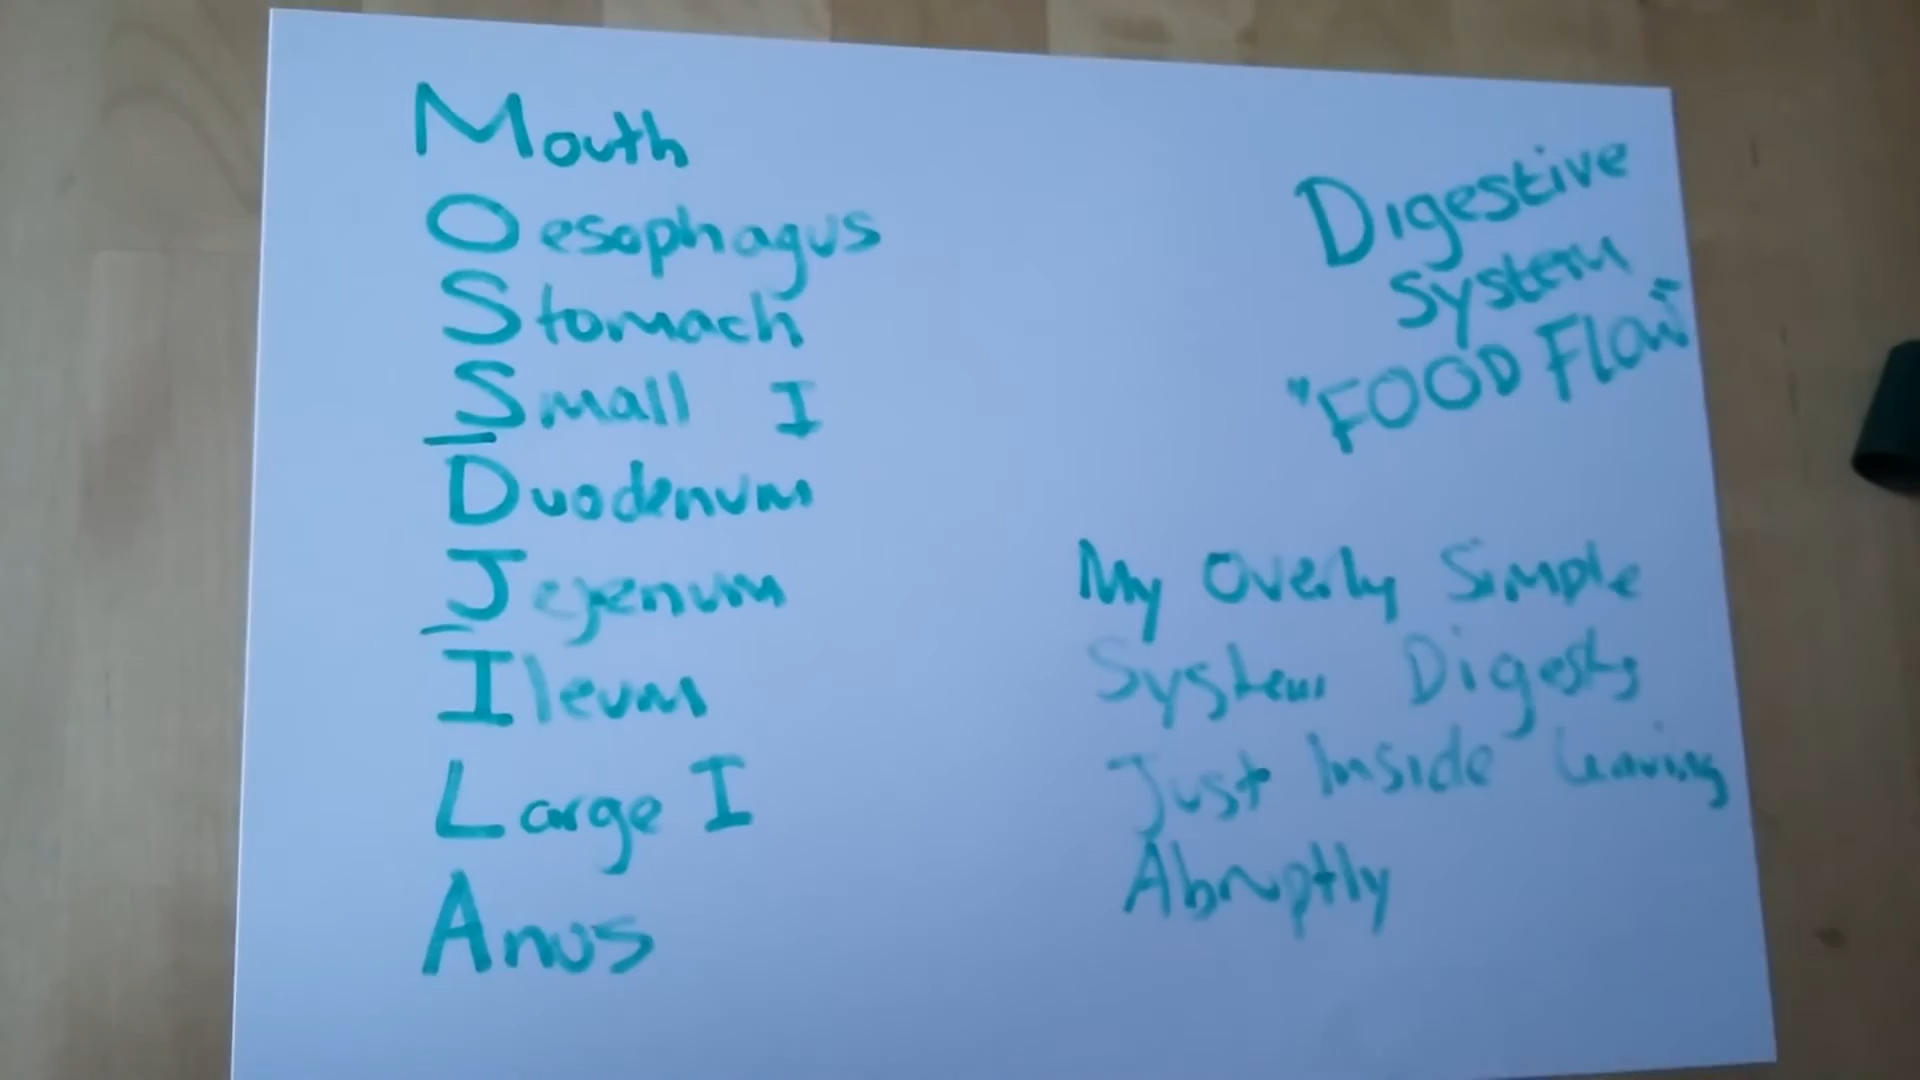 Mouth
Oesophagus
Stomach
Small I
Duodenum
Jejenum
Ileum
Large I
Anus
Digestive
System
"FOOD Flow"
My Overly Simple
System Digests
Just Inside Leaving
Abruptly